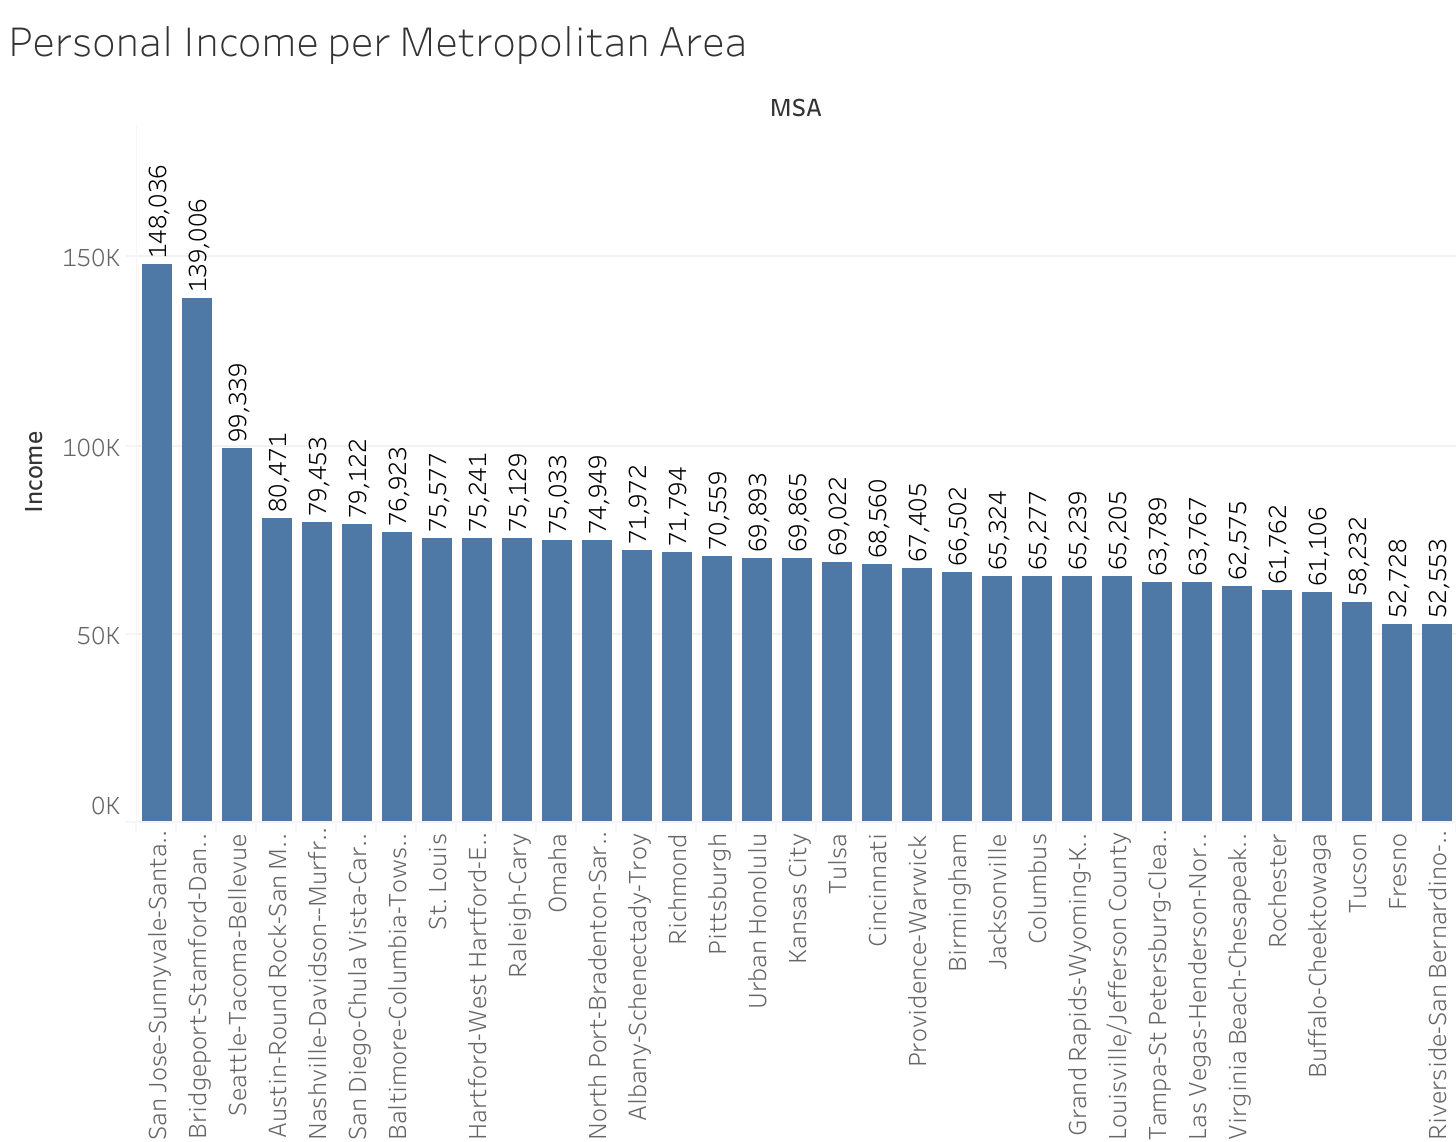 Personal Income per Metropolitan Area
MSA
Income
150K
100K
50K
0K
148,036
139,006
99,339
80,471
79,453
79,122
76,923
75,577
75,241
75,129
75,033
74,949
71,972
71,794
70,559
69,893
69,865
69,022
68,560
67,405
66,502
65,324
65,277
65,239
65,205
63,789
63,767
62,575
61,762
61,106
58,232
52,728
52,553
San Jose-Sunnyvale-Santa..
Bridgeport-Stamford-Dan..
Seattle-Tacoma-Bellevue
Austin-Round Rock-San M..
Nashville-Davidson--Murfr..
San Diego-Chula Vista-Car..
Baltimore-Columbia-Tows..
St. Louis
Hartford-West Hartford-E..
Raleigh-Cary
Omaha
North Port-Bradenton-Sar..
Albany-Schenectady-Troy
Richmond
Pittsburgh
Urban Honolulu
Kansas City
Tulsa
Cincinnati
Providence-Warwick
Birmingham
Jacksonville
Columbus
Grand Rapids-Wyoming-K..
Louisville/Jefferson County
Tampa-St Petersburg-Clea..
Las Vegas-Henderson-Nor..
Virginia Beach-Chesapeak..
Rochester
Buffalo-Cheektowaga
Tucson
Fresno
Riverside-San Bernardino-..